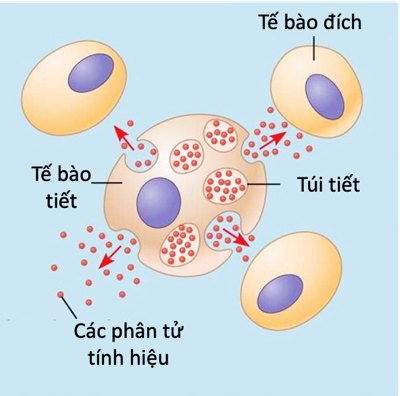 Tế bào đích
Tế bào
tiết
Túi tiết
Các phân tử
tính hiệu